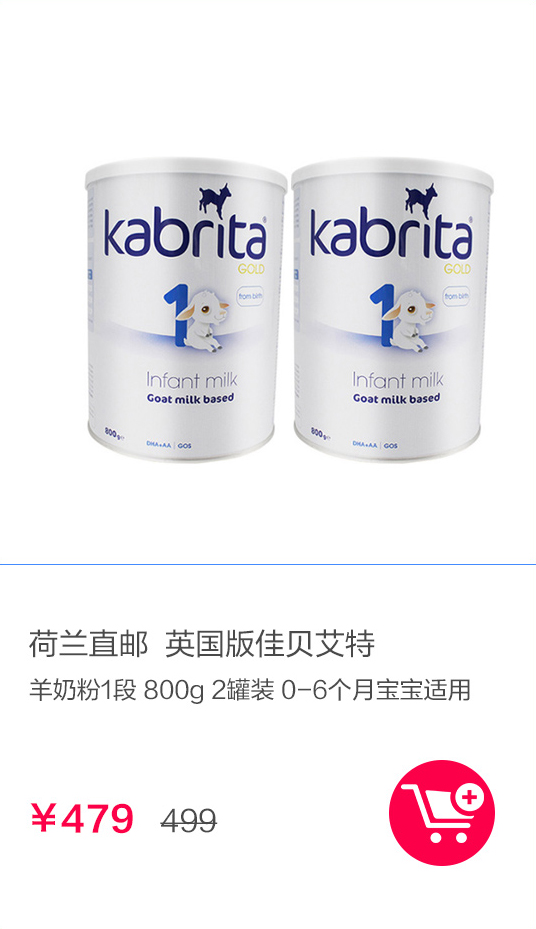 kabrita®
GOLD
1
from birth
Infant milk
Goat milk based
800g℮
DHA+AA | GOS
kabrita®
GOLD
1
from birth
Infant milk
Goat milk based
800g℮
DHA+AA | GOS
荷兰直邮 英国版佳贝艾特
羊奶粉1段 800g 2罐装 0-6个月宝宝适用
¥479 499